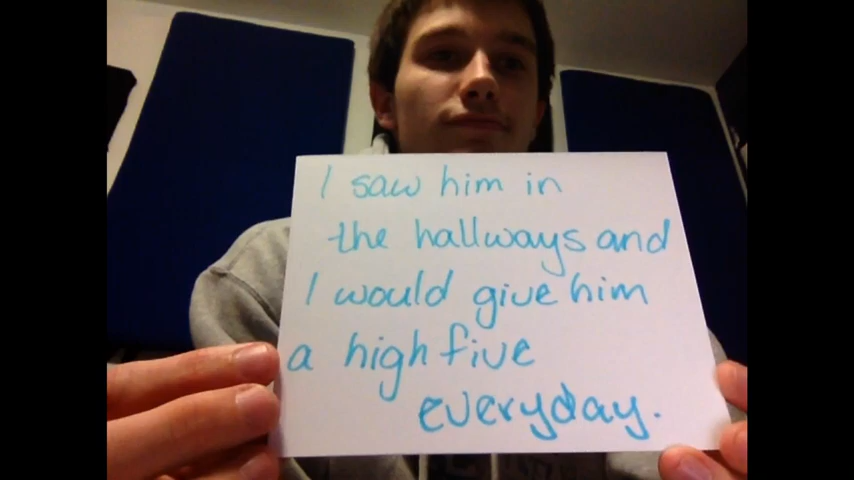 I saw him in
the hallways and
I would give him
a high five
everyday.